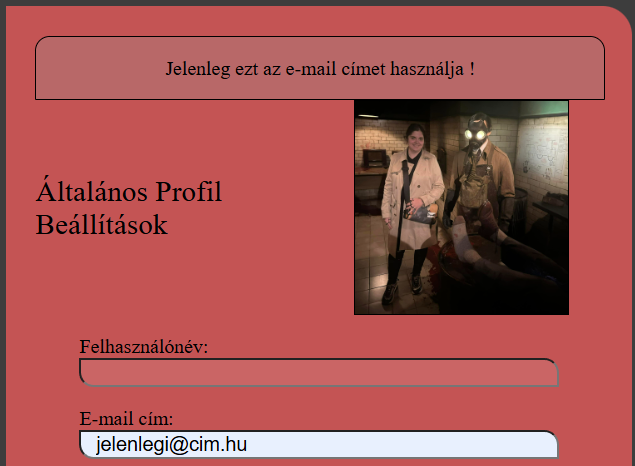 Jelenleg ezt az e-mail címet használja !
Általános Profil
Beállítások
Felhasználónév:
E-mail cím:
jelenlegi@cim.hu